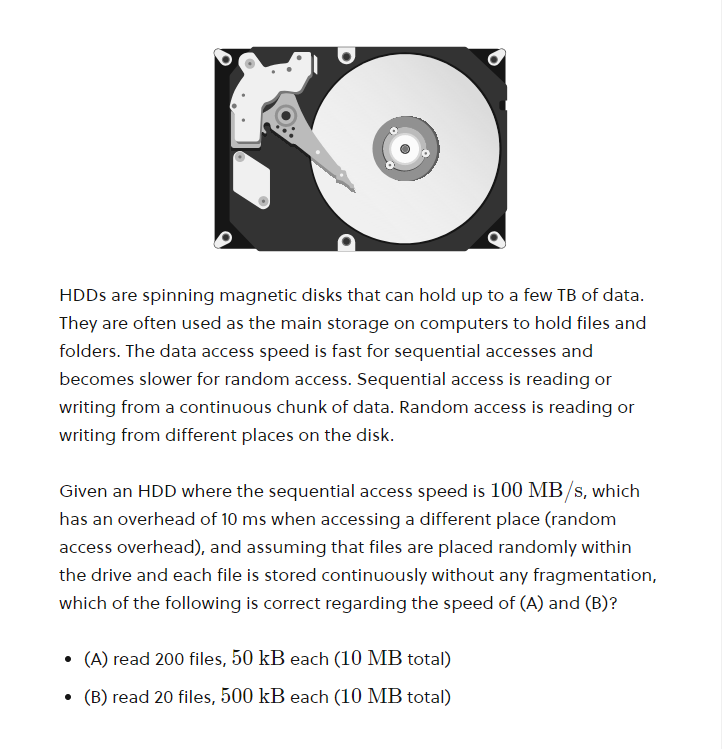 HDDs are spinning magnetic disks that can hold up to a few TB of data.
They are often used as the main storage on computers to hold files and
folders. The data access speed is fast for sequential accesses and
becomes slower for random access. Sequential access is reading or
writing from a continuous chunk of data. Random access is reading or
writing from different places on the disk.
Given an HDD where the sequential access speed is 100 MB/s, which
has an overhead of 10 ms when accessing a different place (random
access overhead), and assuming that files are placed randomly within
the drive and each file is stored continuously without any fragmentation,
which of the following is correct regarding the speed of (A) and (B)?
• (A) read 200 files, 50 kB each (10 MB total)
• (B) read 20 files, 500 kB each (10 MB total)